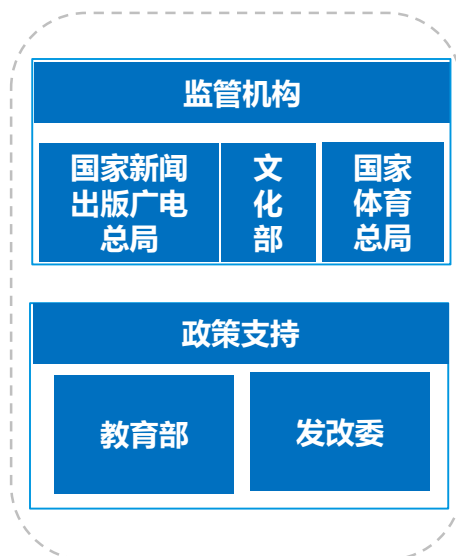 监管机构
国家新闻
出版广电
总局
文
化
部
国家
体育
总局
政策支持
教育部
发改委